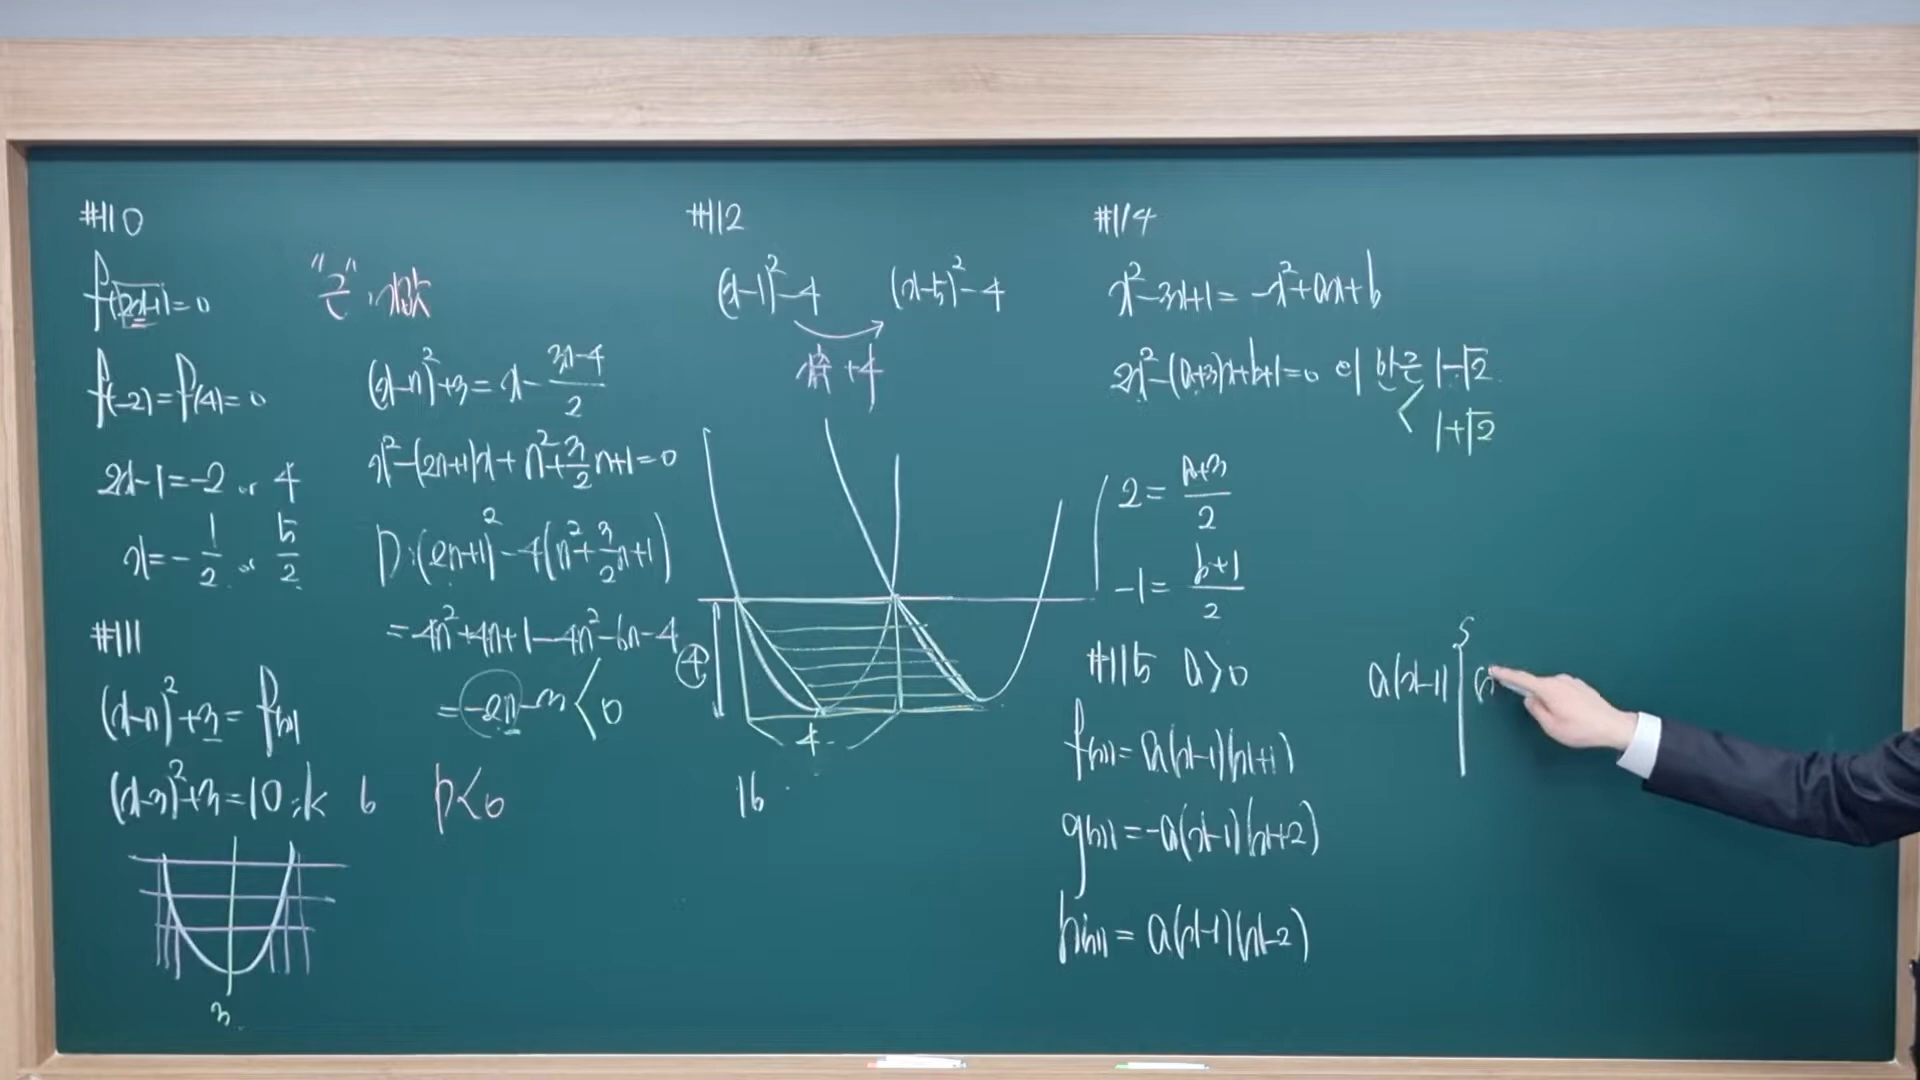 #110
f(2x-1)=0
f(-2)=f(4)=0
2x-1=-2 or 4
x=-1/2 or 5/2
#111
(x-n)²+3=f(x)
(x-3)²+3=10, k 6
3
(x-n)²+3=x-(3n-4)/2
x²-(2n+1)x+n²+3/2n+1=0
D:(2n+1)²-4(n²+3/2n+1)
=4n²+4n+1-4n²-6n-4
=-2n-3<0
D<0
#112
(x-1)²-4 (x-5)²-4
+4
4
4
16
#114
x²-3x+1=-x²+ax+b
2x²-(a+3)x+b+1=0 이 한근 1-√2
1+√2
2=(a+3)/2
-1=(b+1)/2
#115 a>0
a(x-1)
f(x)=a(x-1)(x+1)
g(x)=-a(x-1)(x+2)
h(x)=a(x-1)(x-2)